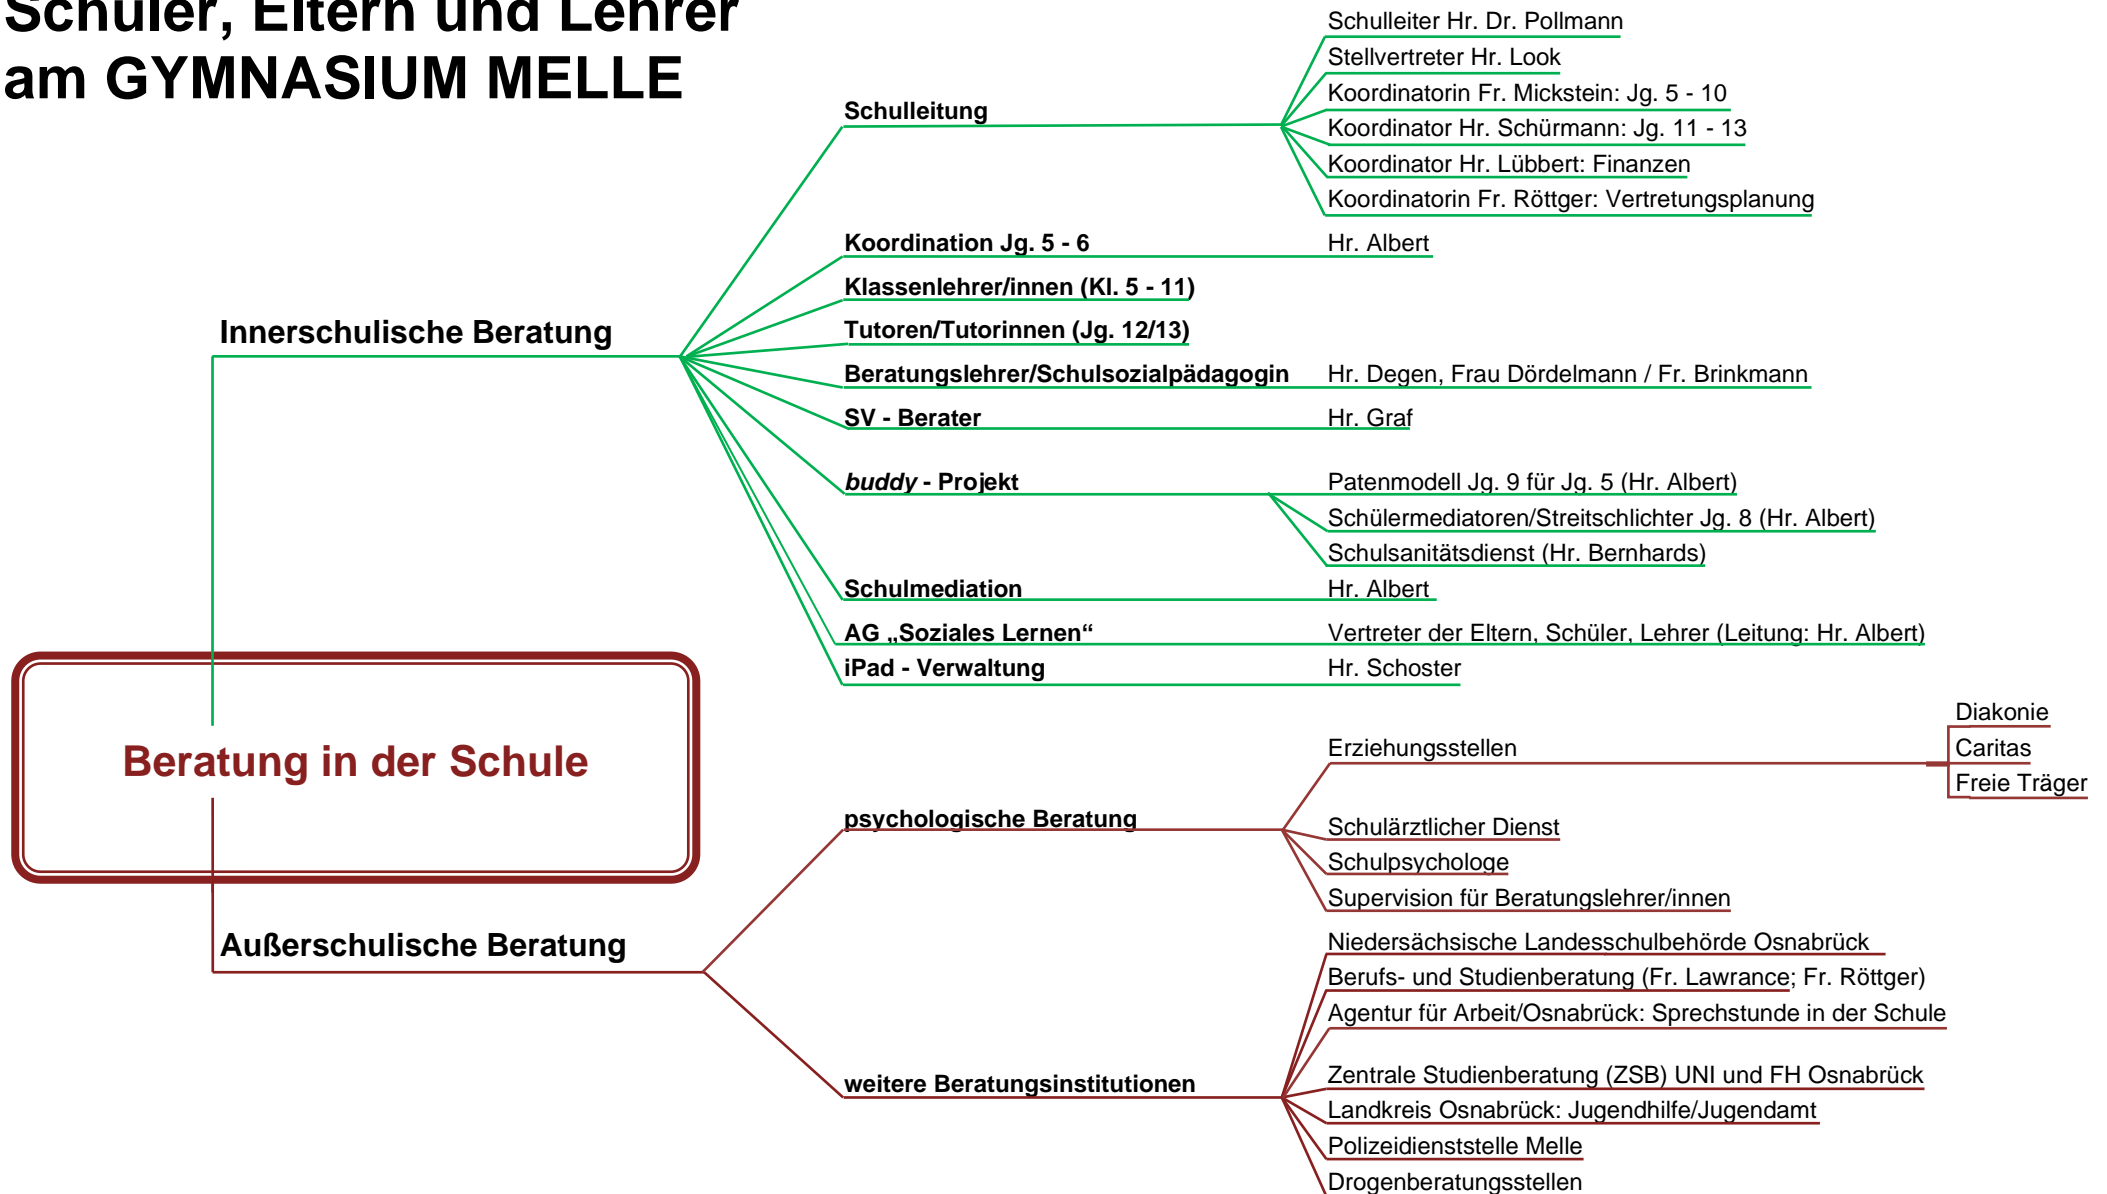 Schüler, Eltern und Lehrer
am GYMNASIUM MELLE
Schulleitung
Schulleiter Hr. Dr. Pollmann
Stellvertreter Hr. Look
Koordinatorin Fr. Mickstein: Jg. 5 - 10
Koordinator Hr. Schürmann: Jg. 11 - 13
Koordinator Hr. Lübbert: Finanzen
Koordinatorin Fr. Röttger: Vertretungsplanung
Koordination Jg. 5 - 6 Hr. Albert
Klassenlehrer/innen (Kl. 5 - 11)
Innerschulische Beratung
Tutoren/Tutorinnen (Jg. 12/13)
Beratungslehrer/Schulsozialpädagogin Hr. Degen, Frau Dördelmann / Fr. Brinkmann
SV - Berater Hr. Graf
buddy - Projekt Patenmodell Jg. 9 für Jg. 5 (Hr. Albert)
Schülermediatoren/Streitschlichter Jg. 8 (Hr. Albert)
Schulsanitätsdienst (Hr. Bernhards)
Schulmediation Hr. Albert
AG „Soziales Lernen“ Vertreter der Eltern, Schüler, Lehrer (Leitung: Hr. Albert)
iPad - Verwaltung Hr. Schoster
Beratung in der Schule
Außerschulische Beratung
psychologische Beratung
Erziehungsstellen
Diakonie
Caritas
Freie Träger
Schulärztlicher Dienst
Schulpsychologe
Supervision für Beratungslehrer/innen
weitere Beratungsinstitutionen
Niedersächsische Landesschulbehörde Osnabrück
Berufs- und Studienberatung (Fr. Lawrance; Fr. Röttger)
Agentur für Arbeit/Osnabrück: Sprechstunde in der Schule
Zentrale Studienberatung (ZSB) UNI und FH Osnabrück
Landkreis Osnabrück: Jugendhilfe/Jugendamt
Polizeidienststelle Melle
Drogenberatungsstellen